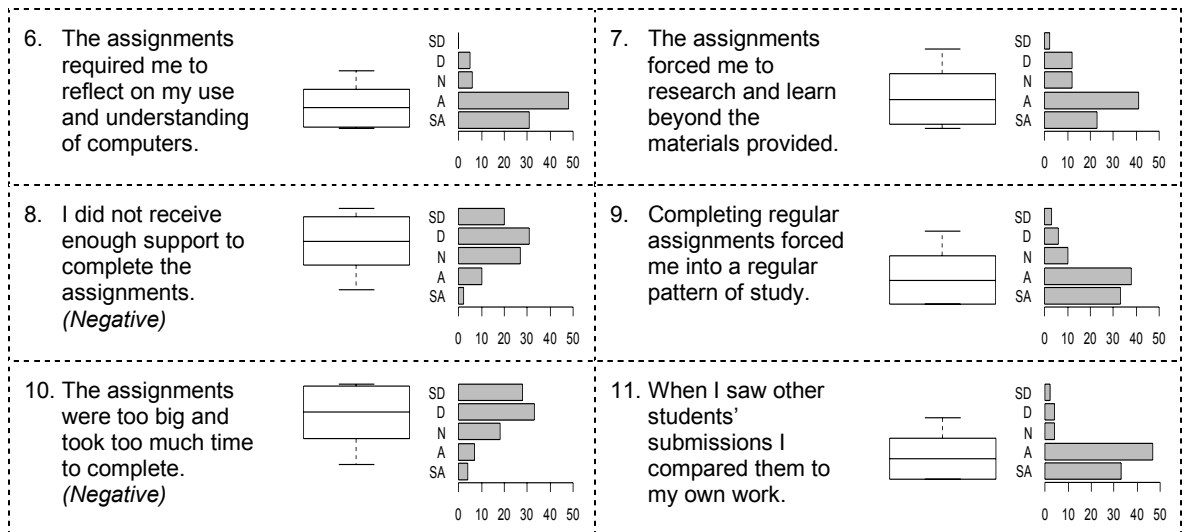 6. The assignments
required me to
reflect on my use
and understanding
of computers.
SD
D
N
A
SA
0 10 20 30 40 50
7. The assignments
forced me to
research and learn
beyond the
materials provided.
SD
D
N
A
SA
0 10 20 30 40 50
8. I did not receive
enough support to
complete the
assignments.
(Negative)
SD
D
N
A
SA
0 10 20 30 40 50
9. Completing regular
assignments forced
me into a regular
pattern of study.
SD
D
N
A
SA
0 10 20 30 40 50
10. The assignments
were too big and
took too much time
to complete.
(Negative)
SD
D
N
A
SA
0 10 20 30 40 50
11. When I saw other
students’
submissions I
compared them to
my own work.
SD
D
N
A
SA
0 10 20 30 40 50